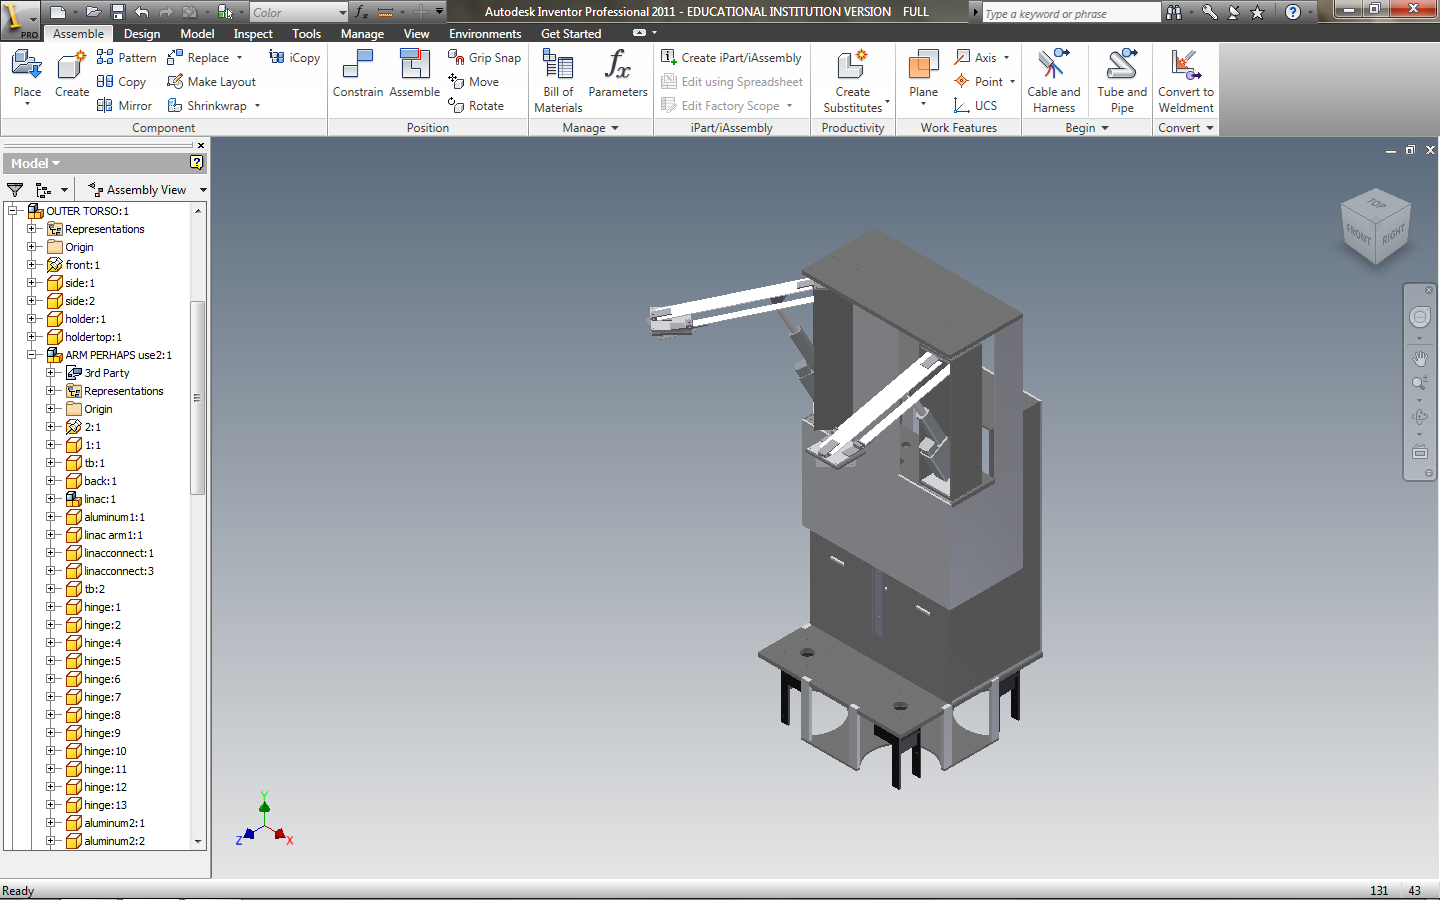 PRO
Color
Autodesk Inventor Professional 2011 - EDUCATIONAL INSTITUTION VERSION FULL
Type a keyword or phrase
Assemble Design Model Inspect Tools Manage View Environments Get Started
Place
Create
Pattern
Copy
Mirror
Replace
Make Layout
Shrinkwrap
iCopy
Component
Constrain
Assemble
Grip Snap
Move
Rotate
Position
Bill of
Materials
Parameters
Manage
Create iPart/iAssembly
Edit using Spreadsheet
Edit Factory Scope
iPart/iAssembly
Create
Substitutes
Productivity
Plane
Axis
Point
UCS
Work Features
Cable and
Harness
Tube and
Pipe
Begin
Convert to
Weldment
Convert
Model
Assembly View
OUTER TORSO:1
Representations
Origin
front:1
side:1
side:2
holder:1
holdertop:1
ARM PERHAPS use2:1
3rd Party
Representations
Origin
2:1
1:1
tb:1
back:1
linac:1
aluminum1:1
linac arm1:1
linacconnect:1
linacconnect:3
tb:2
hinge:1
hinge:2
hinge:4
hinge:5
hinge:6
hinge:7
hinge:8
hinge:9
hinge:10
hinge:11
hinge:12
hinge:13
aluminum2:1
aluminum2:2
TOP
FRONT
RIGHT
Y
Z
X
Ready
131 43